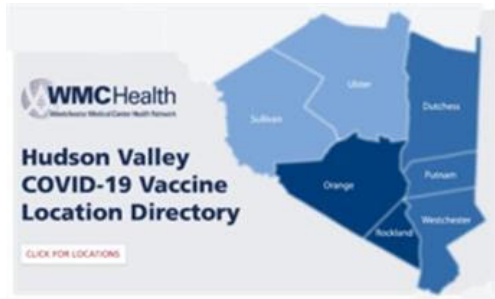 WMCHealth
Westchester Medical Center Health Network
Hudson Valley
COVID-19 Vaccine
Location Directory
CLICK FOR LOCATIONS
Ulster
Sullivan
Dutchess
Orange
Putnam
Westchester
Rockland